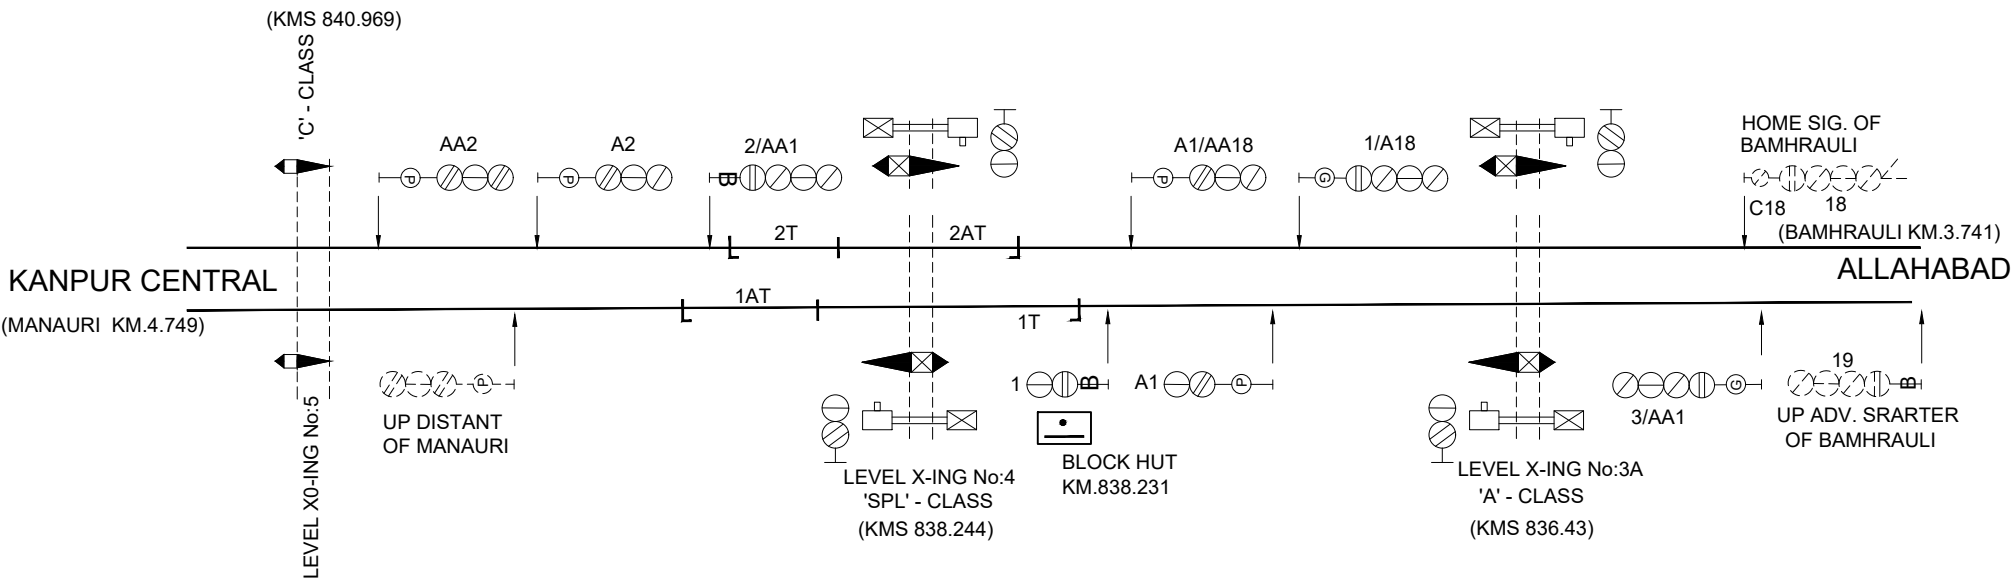 (KMS 840.969)
'C' - CLASS
AA2
A2
2/AA1
A1/AA18
1/A18
HOME SIG. OF
BAMHRAULI
P
P
B
P
G
C18
18
2T
2AT
(BAMHRAULI KM.3.741)
KANPUR CENTRAL
ALLAHABAD
1AT
(MANAURI KM.4.749)
1T
P
1
B
A1
P
G
19
B
UP DISTANT
OF MANAURI
3/AA1
UP ADV. SRARTER
OF BAMHRAULI
LEVEL X0-ING No:5
BLOCK HUT
KM.838.231
LEVEL X-ING No:4
'SPL' - CLASS
(KMS 838.244)
LEVEL X-ING No:3A
'A' - CLASS
(KMS 836.43)